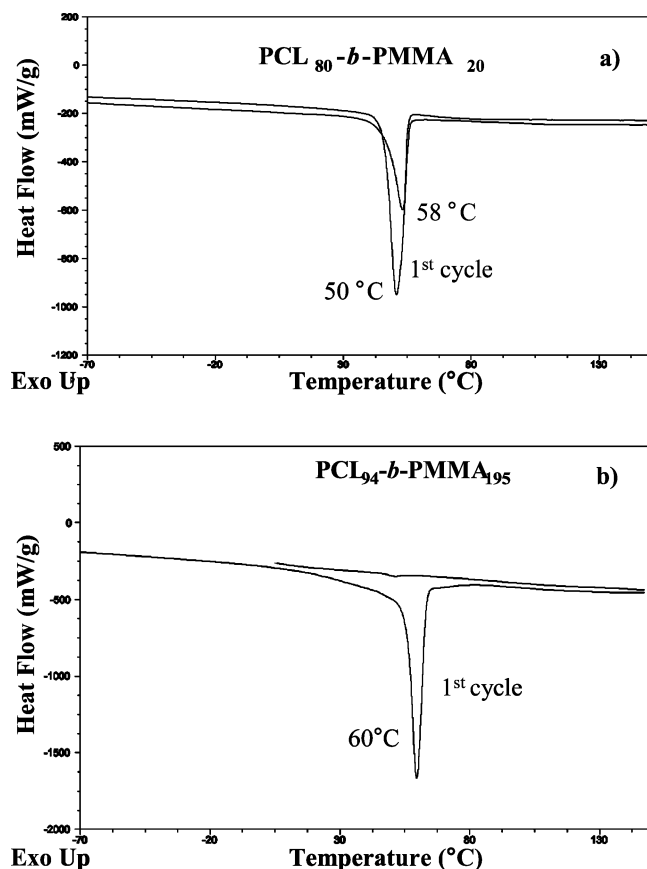 200
0
-200
-400
-600
-800
-1000
-1200
Heat Flow (mW/g)
PCL 80-b-PMMA 20
a)
58 °C
1st cycle
50 °C
-70
-20
30
80
130
Exo Up
Temperature (°C)
500
0
-500
-1000
-1500
-2000
Heat Flow (mW/g)
PCL94-b-PMMA195
b)
1st cycle
60°C
-70
-20
30
80
130
Exo Up
Temperature (°C)